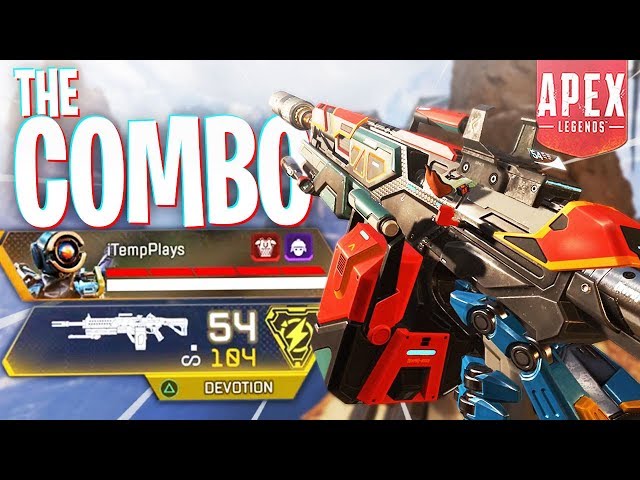 THE
COMBO
APEX
LEGENDS
iTempPlays
54
104
DEVOTION